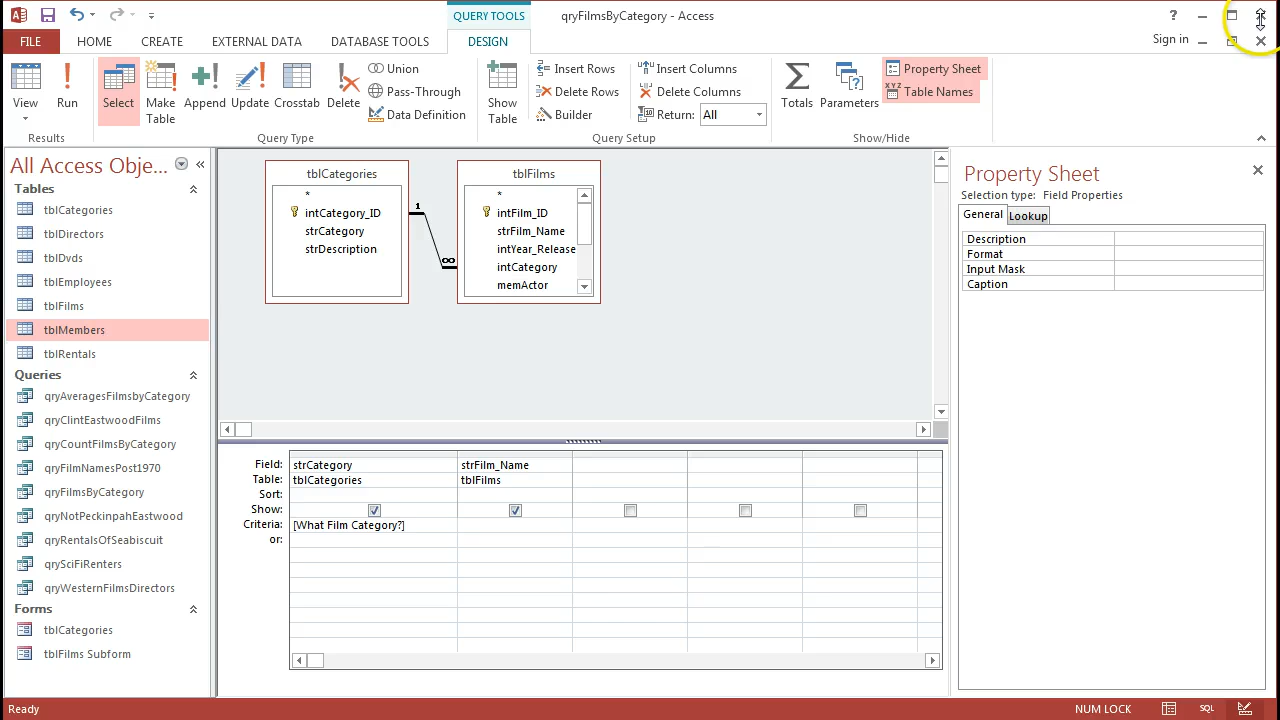 QUERY TOOLS
qryFilmsByCategory - Access
?
FILE
HOME
CREATE
EXTERNAL DATA
DATABASE TOOLS
DESIGN
Sign in
View
Run
Select
Make
Table
Append
Update
Crosstab
Delete
Union
Pass-Through
Data Definition
Show
Table
Insert Rows
Delete Rows
Builder
Insert Columns
Delete Columns
Return: All
Totals
Parameters
Property Sheet
XYZ Table Names
Results
Query Type
Query Setup
Show/Hide
All Access Obje...
Tables
tblCategories
tblDirectors
tblDvds
tblEmployees
tblFilms
tblMembers
tblRentals
Queries
qryAveragesFilmsbyCategory
qryClintEastwoodFilms
qryCountFilmsByCategory
qryFilmNamesPost1970
qryFilmsByCategory
qryNotPeckinpahEastwood
qryRentalsOfSeabiscuit
qrySciFiRenters
qryWesternFilmsDirectors
Forms
tblCategories
tblFilms Subform
tblCategories
*
intCategory_ID
strCategory
strDescription
1
∞
tblFilms
*
intFilm_ID
strFilm_Name
intYear_Release
intCategory
memActor
Field: strCategory strFilm_Name
Table: tblCategories tblFilms
Sort:
Show:
Criteria: [What Film Category?]
or:
Property Sheet
Selection type: Field Properties
General
Lookup
Description
Format
Input Mask
Caption
Ready
NUM LOCK
SQL